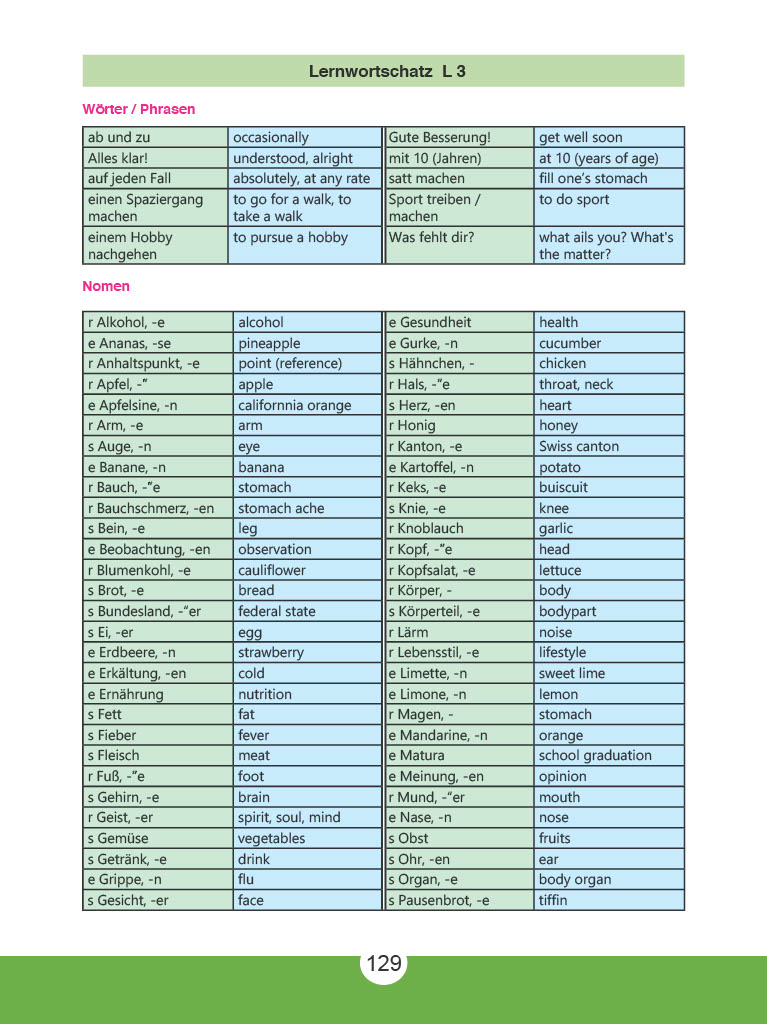 Lernwortschatz L 3
Wörter / Phrasen
ab und zu occasionally Gute Besserung! get well soon
Alles klar! understood, alright mit 10 (Jahren) at 10 (years of age)
auf jeden Fall absolutely, at any rate satt machen fill one's stomach
einen Spaziergang to go for a walk, to Sport treiben / to do sport
machen take a walk machen
einem Hobby to pursue a hobby Was fehlt dir? what ails you? What's
nachgehen the matter?
Nomen
r Alkohol, -e alcohol e Gesundheit health
e Ananas, -se pineapple e Gurke, -n cucumber
r Anhaltspunkt, -e point (reference) s Hähnchen, - chicken
r Apfel, -" apple r Hals, -"e throat, neck
e Apfelsine, -n californnia orange s Herz, -en heart
r Arm, -e arm r Honig honey
s Auge, -n eye r Kanton, -e Swiss canton
e Banane, -n banana e Kartoffel, -n potato
r Bauch, -"e stomach r Keks, -e buiscuit
r Bauchschmerz, -en stomach ache s Knie, -e knee
s Bein, -e leg r Knoblauch garlic
e Beobachtung, -en observation r Kopf, -"e head
r Blumenkohl, -e cauliflower r Kopfsalat, -e lettuce
s Brot, -e bread r Körper, - body
s Bundesland, -"er federal state s Körperteil, -e bodypart
s Ei, -er egg r Lärm noise
e Erdbeere, -n strawberry r Lebensstil, -e lifestyle
e Erkältung, -en cold e Limette, -n sweet lime
e Ernährung nutrition e Limone, -n lemon
s Fett fat r Magen, - stomach
s Fieber fever e Mandarine, -n orange
s Fleisch meat e Matura school graduation
r Fuß, -"e foot e Meinung, -en opinion
s Gehirn, -e brain r Mund, -"er mouth
r Geist, -er spirit, soul, mind e Nase, -n nose
s Gemüse vegetables s Obst fruits
s Getränk, -e drink s Ohr, -en ear
e Grippe, -n flu s Organ, -e body organ
s Gesicht, -er face s Pausenbrot, -e tiffin
129